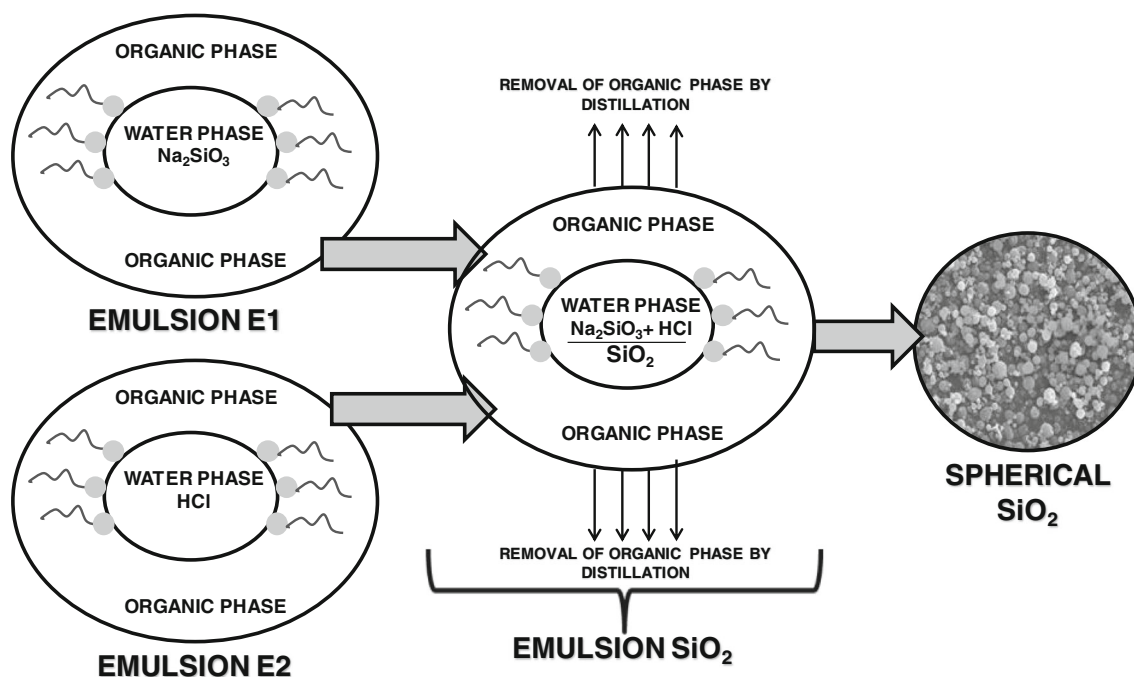 ORGANIC PHASE
WATER PHASE
Na₂SiO₃
ORGANIC PHASE
EMULSION E1
ORGANIC PHASE
WATER PHASE
HCl
ORGANIC PHASE
EMULSION E2
REMOVAL OF ORGANIC PHASE BY
DISTILLATION
ORGANIC PHASE
WATER PHASE
Na₂SiO₃+ HCl
SiO₂
ORGANIC PHASE
REMOVAL OF ORGANIC PHASE BY
DISTILLATION
EMULSION SiO₂
SPHERICAL
SiO₂